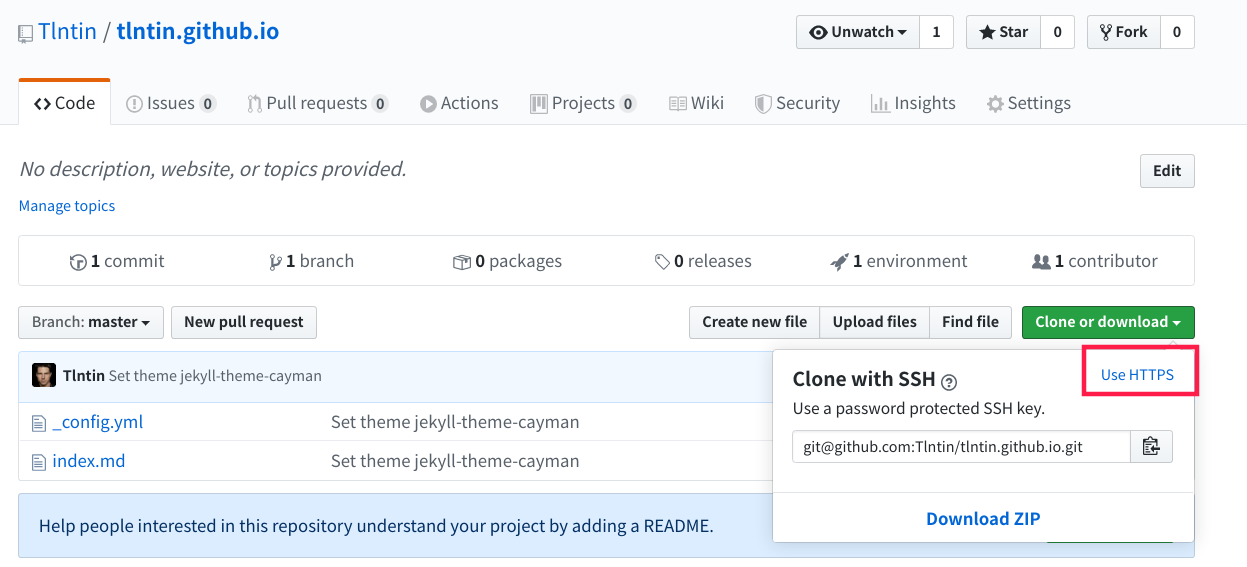 Tlntin / tlntin.github.io
Unwatch 1 Star 0 Fork 0
Code Issues 0 Pull requests 0 Actions Projects 0 Wiki Security Insights Settings
No description, website, or topics provided.
Edit
Manage topics
1 commit 1 branch 0 packages 0 releases 1 environment 1 contributor
Branch: master New pull request Create new file Upload files Find file Clone or download
Tlntin Set theme jekyll-theme-cayman
_config.yml Set theme jekyll-theme-cayman
index.md Set theme jekyll-theme-cayman
Help people interested in this repository understand your project by adding a README.
Clone with SSH ? Use HTTPS
Use a password protected SSH key.
git@github.com:Tlntin/tlntin.github.io.git
Download ZIP